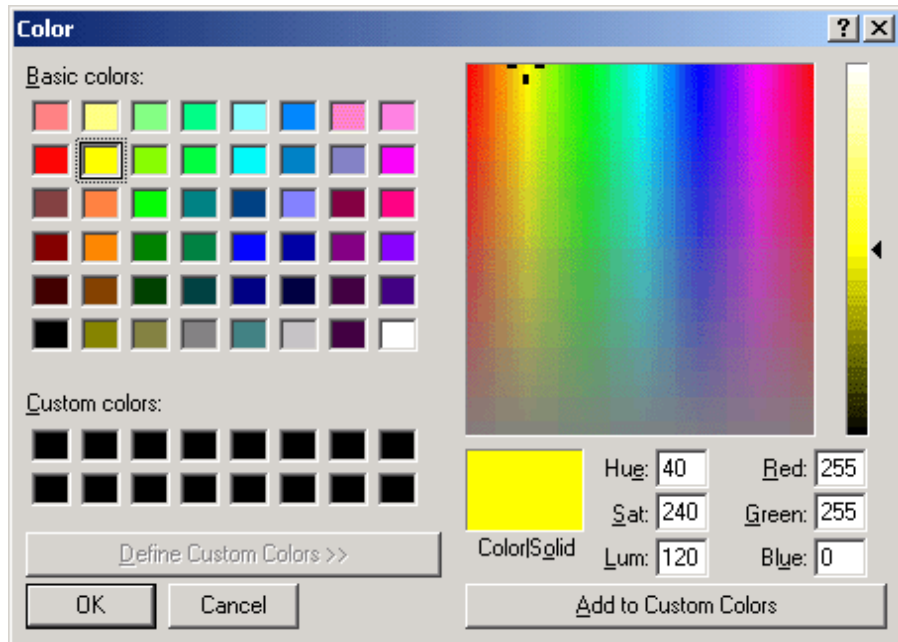 Color
Basic colors:
Custom colors:
Define Custom Colors >>
OK Cancel
Color|Solid
Hue: 40 Red: 255
Sat: 240 Green: 255
Lum: 120 Blue: 0
Add to Custom Colors